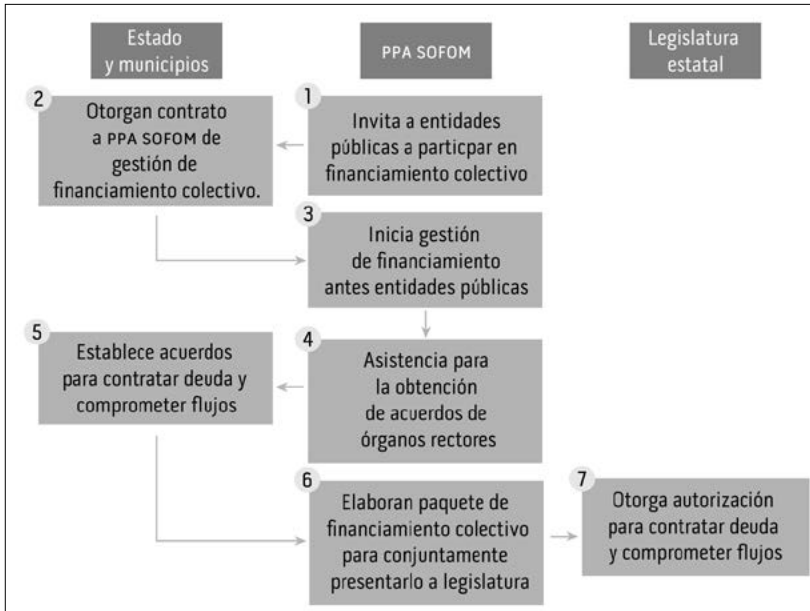 Estado
y municipios
PPA SOFOM
Legislatura
estatal
1
Invita a entidades
públicas a particpar en
financiamiento colectivo
2
Otorgan contrato
a PPA SOFOM de
gestión de
financiamiento colectivo.
3
Inicia gestión
de financiamiento
antes entidades públicas
4
Asistencia para
la obtención
de acuerdos de
órganos rectores
5
Establece acuerdos
para contratar deuda y
comprometer flujos
6
Elaboran paquete de
financiamiento colectivo
para conjuntamente
presentarlo a legislatura
7
Otorga autorización
para contratar deuda
y comprometer flujos